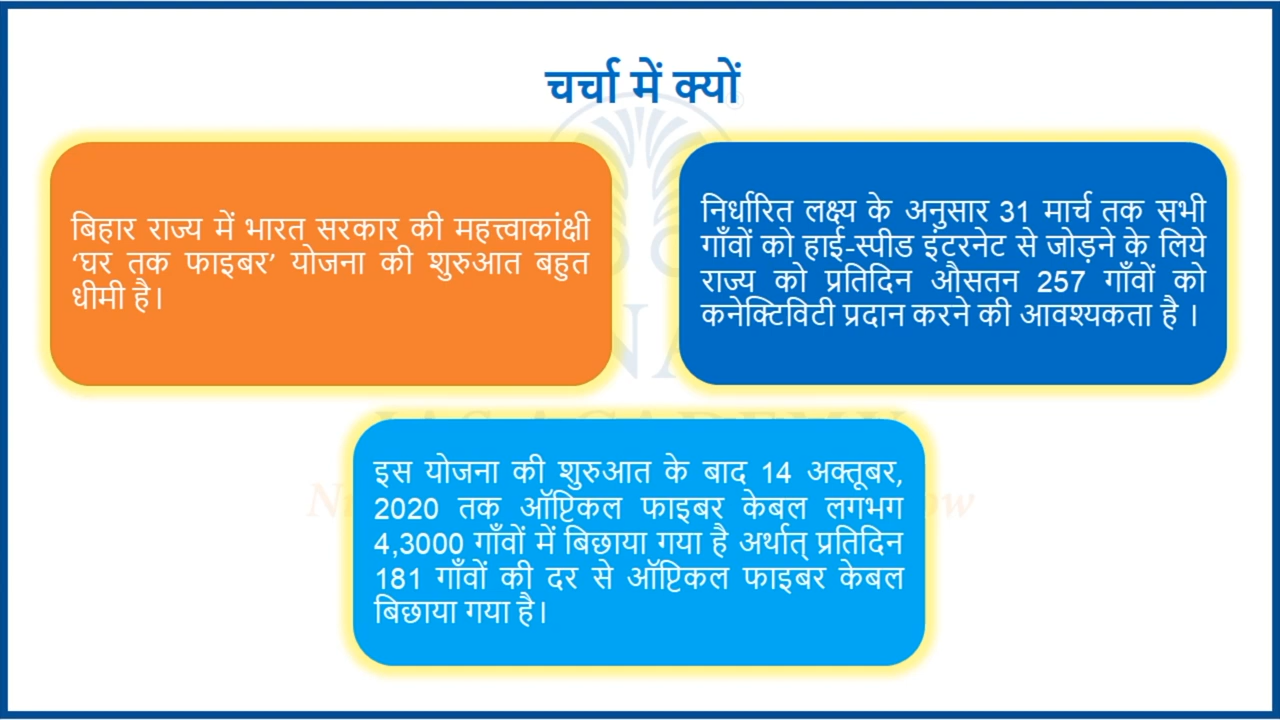 चर्चा में क्यों
बिहार राज्य में भारत सरकार की महत्त्वाकांक्षी
‘घर तक फाइबर’ योजना की शुरुआत बहुत
धीमी है।
निर्धारित लक्ष्य के अनुसार 31 मार्च तक सभी
गाँवों को हाई-स्पीड इंटरनेट से जोड़ने के लिये
राज्य को प्रतिदिन औसतन 257 गाँवों को
कनेक्टिविटी प्रदान करने की आवश्यकता है ।
इस योजना की शुरुआत के बाद 14 अक्तूबर,
2020 तक ऑप्टिकल फाइबर केबल लगभग
4,3000 गाँवों में बिछाया गया है अर्थात् प्रतिदिन
181 गाँवों की दर से ऑप्टिकल फाइबर केबल
बिछाया गया है।